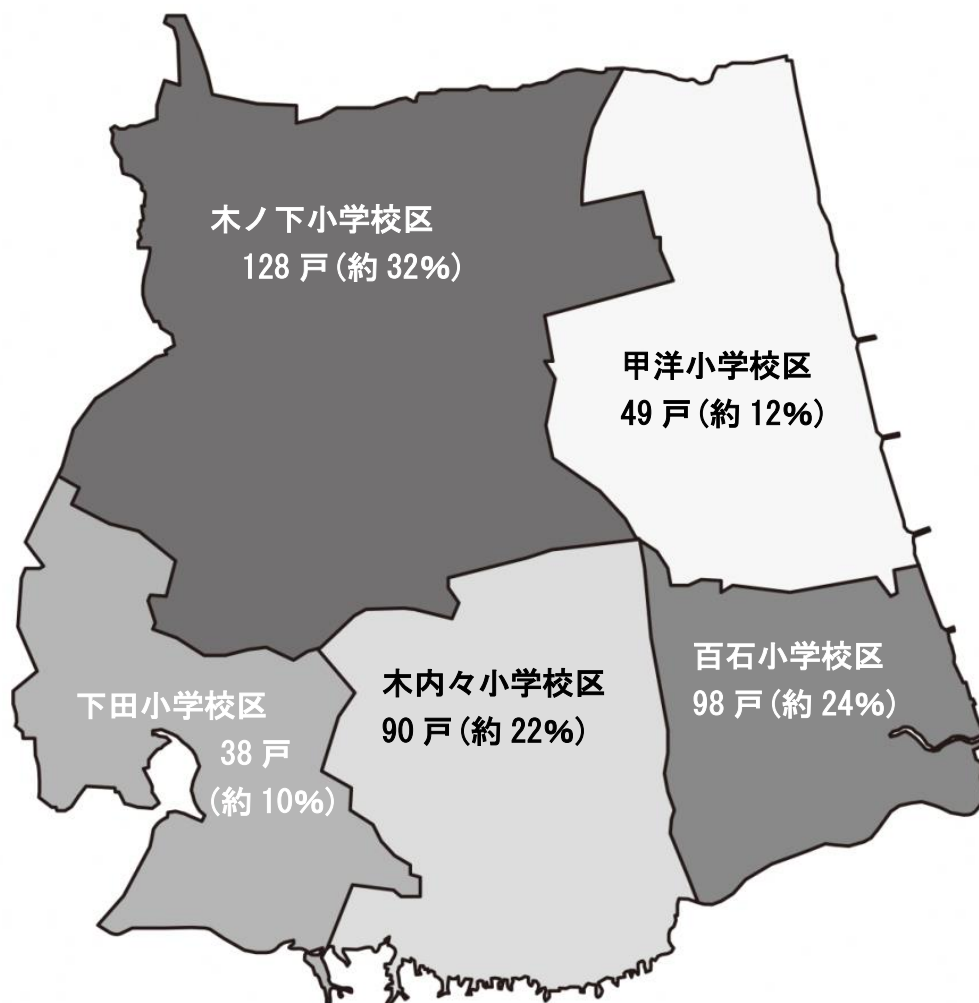 木ノ下小学校区
128 戸(約 32%)
甲洋小学校区
49 戸(約 12%)
百石小学校区
98 戸(約 24%)
木内々小学校区
90 戸(約 22%)
下田小学校区
38 戸
(約 10%)